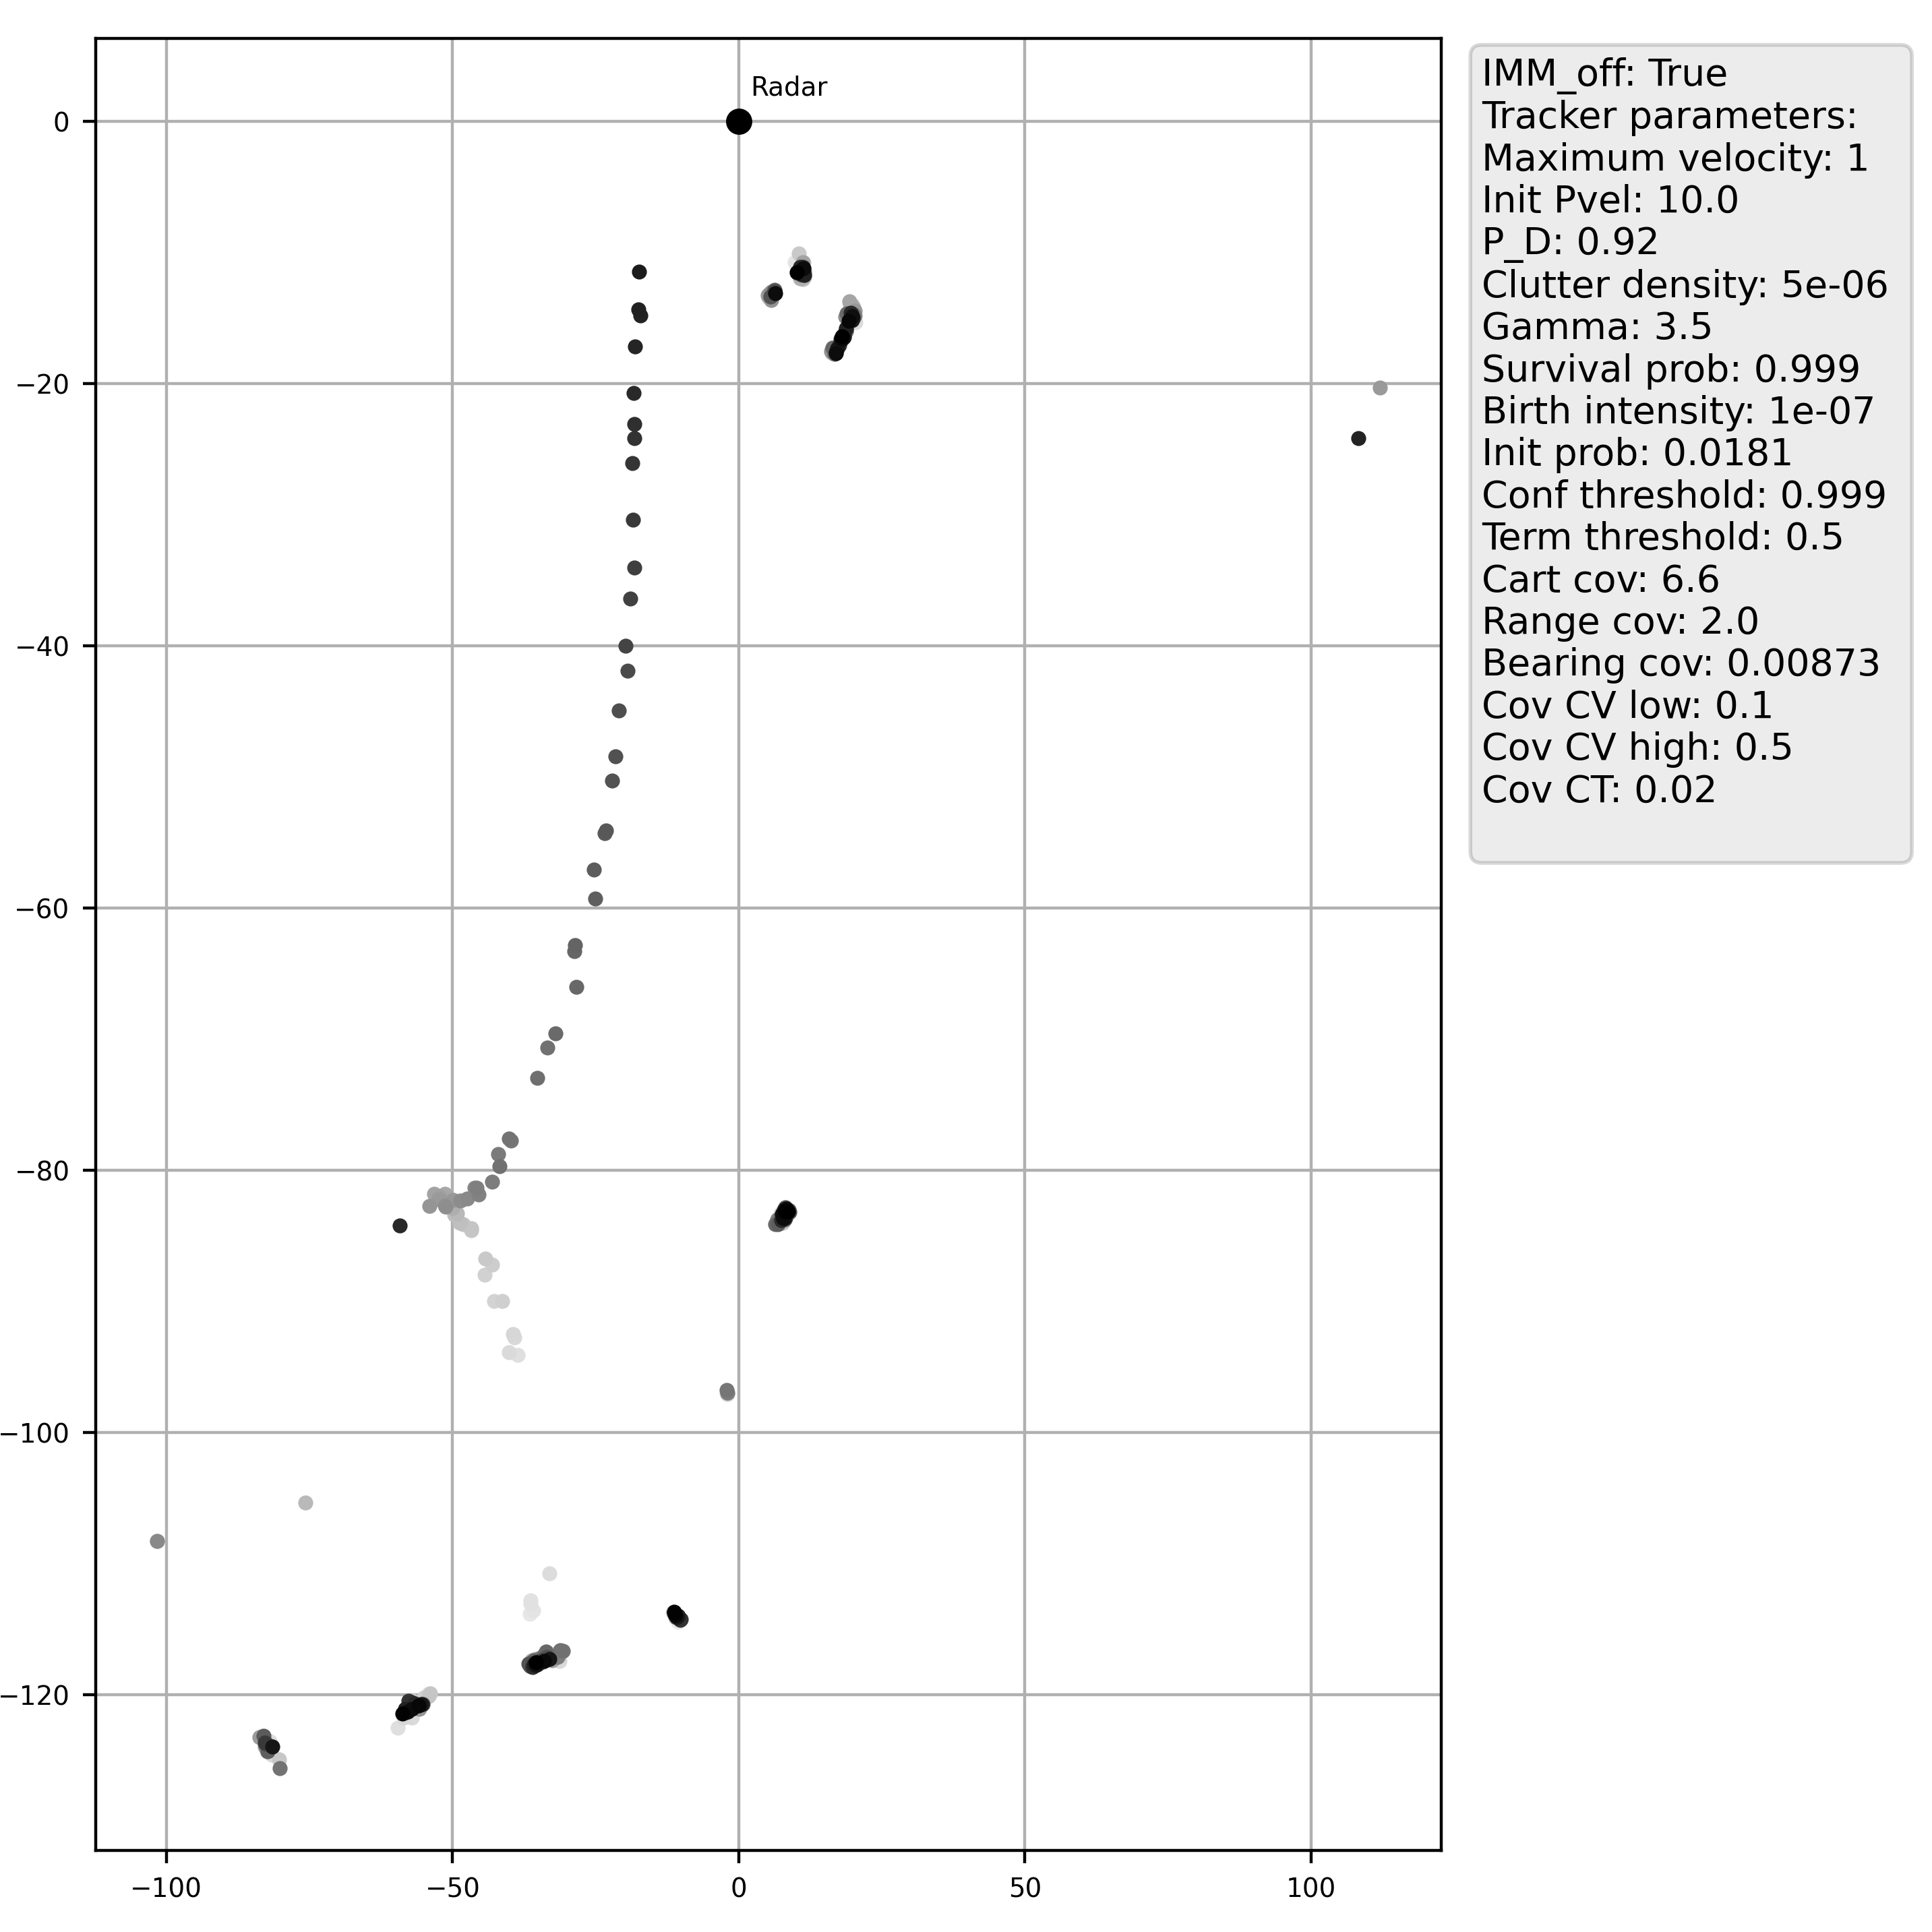 Radar
0
−20
−40
−60
−80
−100
−120
−100
−50
0
50
100
IMM_off: True
Tracker parameters:
Maximum velocity: 1
Init Pvel: 10.0
P_D: 0.92
Clutter density: 5e-06
Gamma: 3.5
Survival prob: 0.999
Birth intensity: 1e-07
Init prob: 0.0181
Conf threshold: 0.999
Term threshold: 0.5
Cart cov: 6.6
Range cov: 2.0
Bearing cov: 0.00873
Cov CV low: 0.1
Cov CV high: 0.5
Cov CT: 0.02